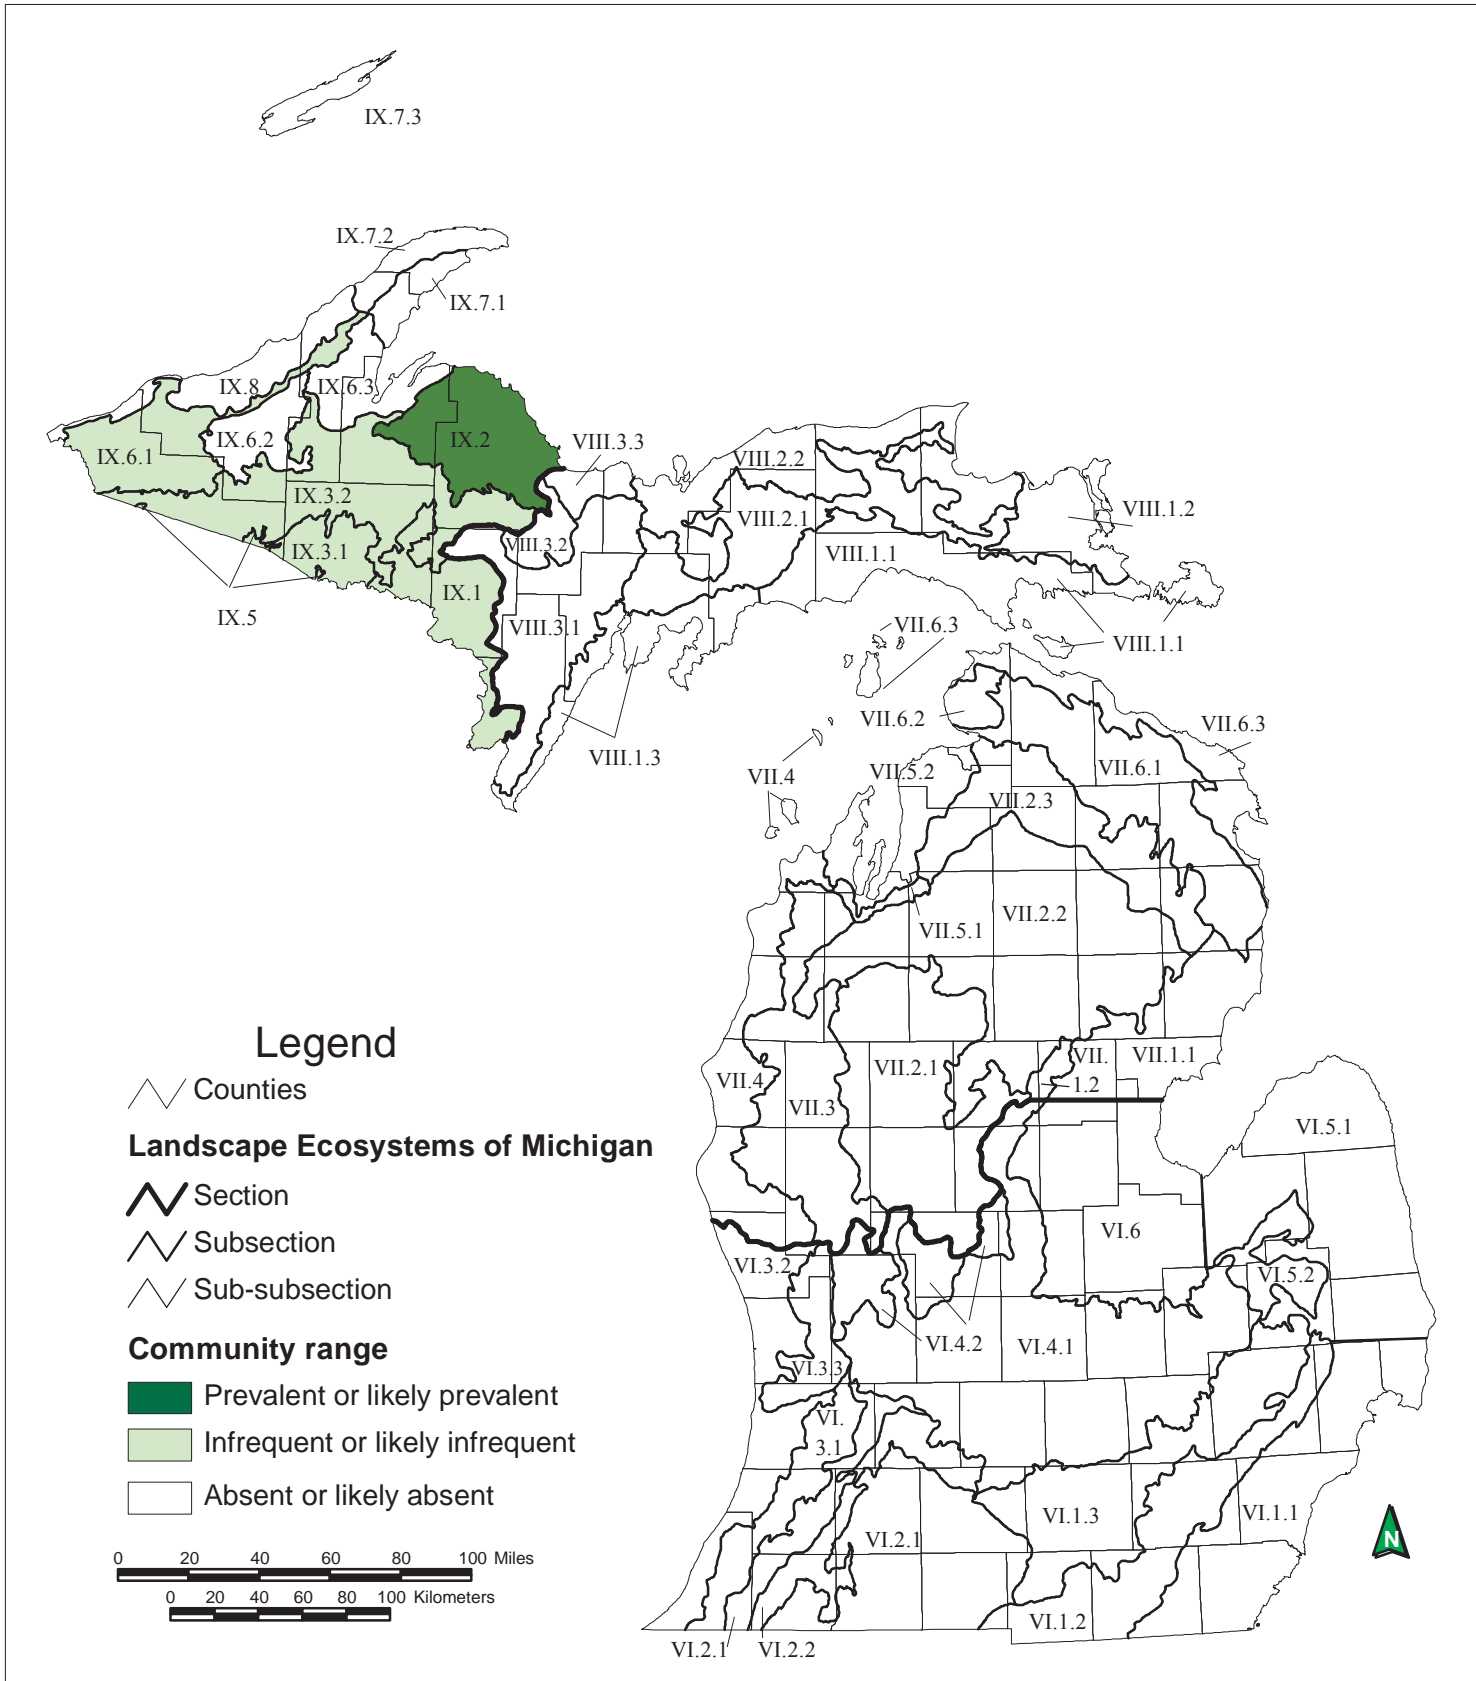 IX.7.3
IX.7.2
IX.7.1
IX.8
IX.6.3
IX.2
IX.6.2
IX.6.1
IX.3.2
IX.3.1
IX.1
IX.5
VIII.3.3
VIII.2.2
VIII.2.1
VIII.1.2
VIII.3.2
VIII.1.1
VIII.3.1
VIII.1.1
VIII.1.3
VII.6.3
VII.6.2
VII.6.3
VII.4
VII.5.2
VII.6.1
VII.2.3
VII.5.1
VII.2.2
VII.4
VII.3
VII.2.1
VII.
1.2
VII.1.1
VI.5.1
VI.6
VI.3.2
VI.5.2
VI.4.2
VI.4.1
VI.3.3
VI.
3.1
VI.1.3
VI.1.1
VI.2.1
VI.1.2
VI.2.1
VI.2.2
Legend
Counties
Landscape Ecosystems of Michigan
Section
Subsection
Sub-subsection
Community range
Prevalent or likely prevalent
Infrequent or likely infrequent
Absent or likely absent
0 20 40 60 80 100 Miles
0 20 40 60 80 100 Kilometers
N